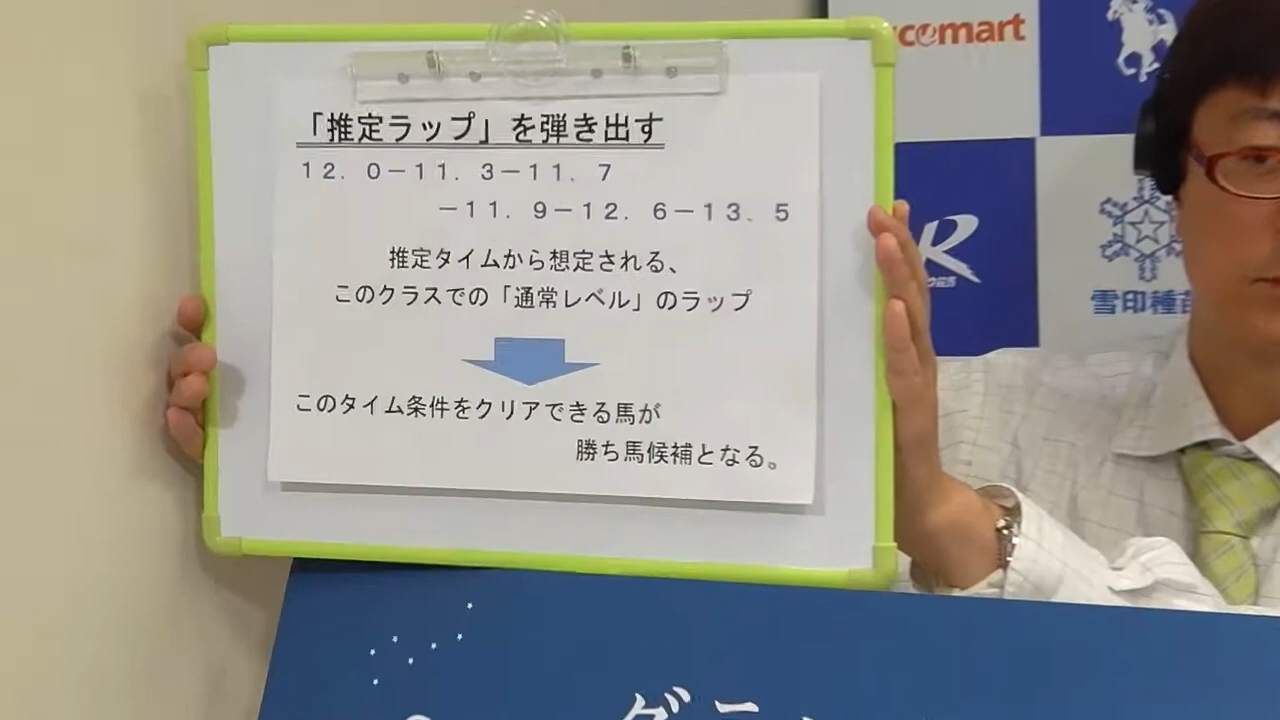 「推定ラップ」を弾き出す
12.0－11.3－11.7
－11.9－12.6－13.5
推定タイムから想定される、
このクラスでの「通常レベル」のラップ
このタイム条件をクリアできる馬が
勝ち馬候補となる。
comart
R
雪印種苗